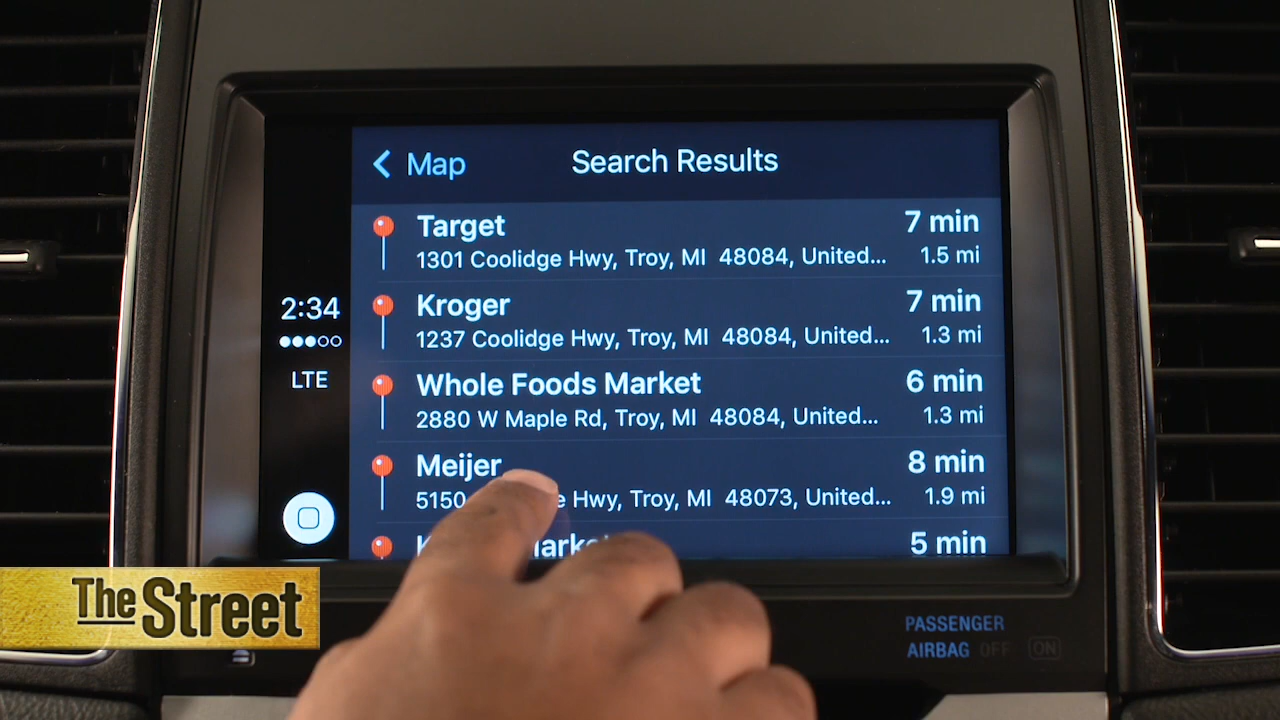 Map
Search Results
Target
7 min
1301 Coolidge Hwy, Troy, MI 48084, United...
1.5 mi
Kroger
7 min
1237 Coolidge Hwy, Troy, MI 48084, United...
1.3 mi
Whole Foods Market
6 min
2880 W Maple Rd, Troy, MI 48084, United...
1.3 mi
Meijer
8 min
5150 Hwy, Troy, MI 48073, United...
1.9 mi
5 min
2:34
LTE
The Street
PASSENGER
AIRBAG OFF ON